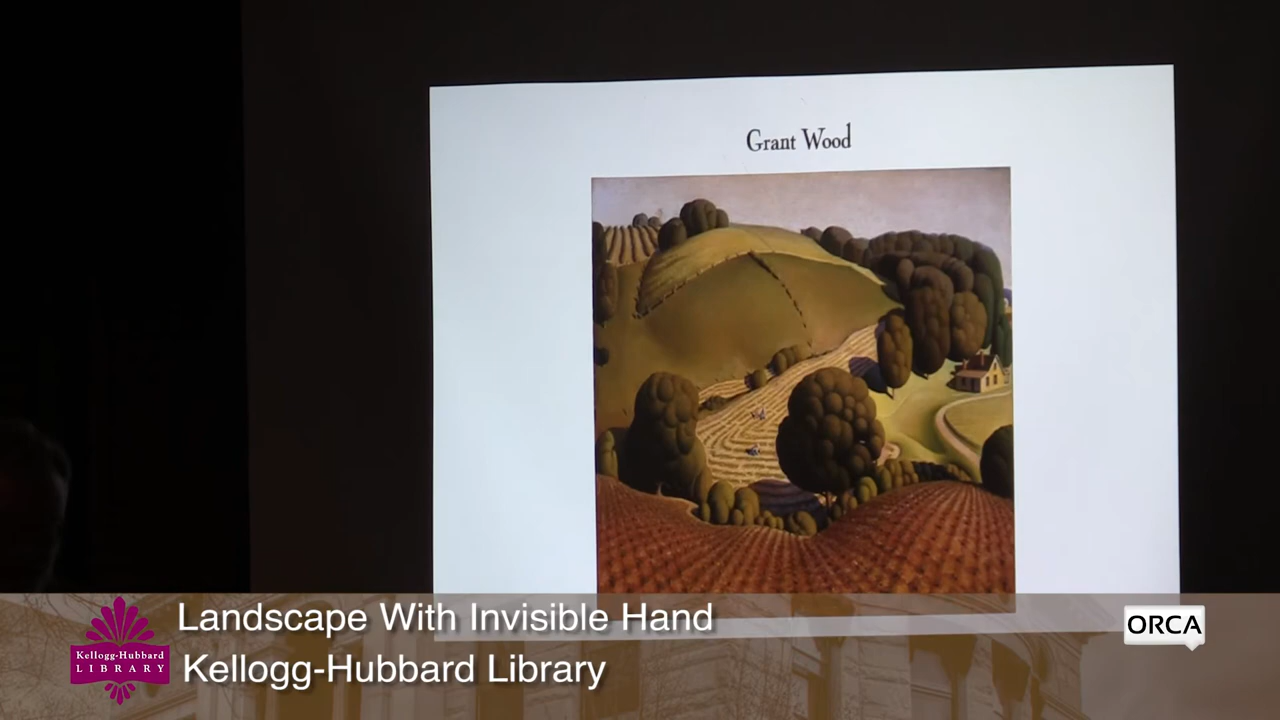 Grant Wood
Landscape With Invisible Hand
Kellogg-Hubbard
LIBRARY
Kellogg-Hubbard Library
ORCA